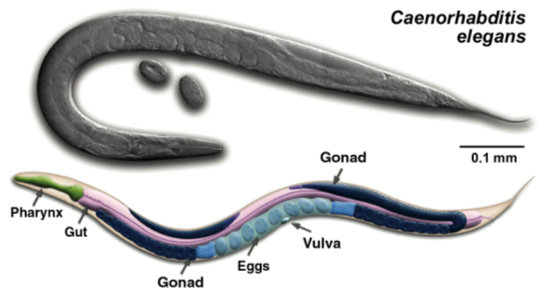 Caenorhabditis
elegans
0.1 mm
Gonad
Pharynx
Gut
Vulva
Eggs
Gonad